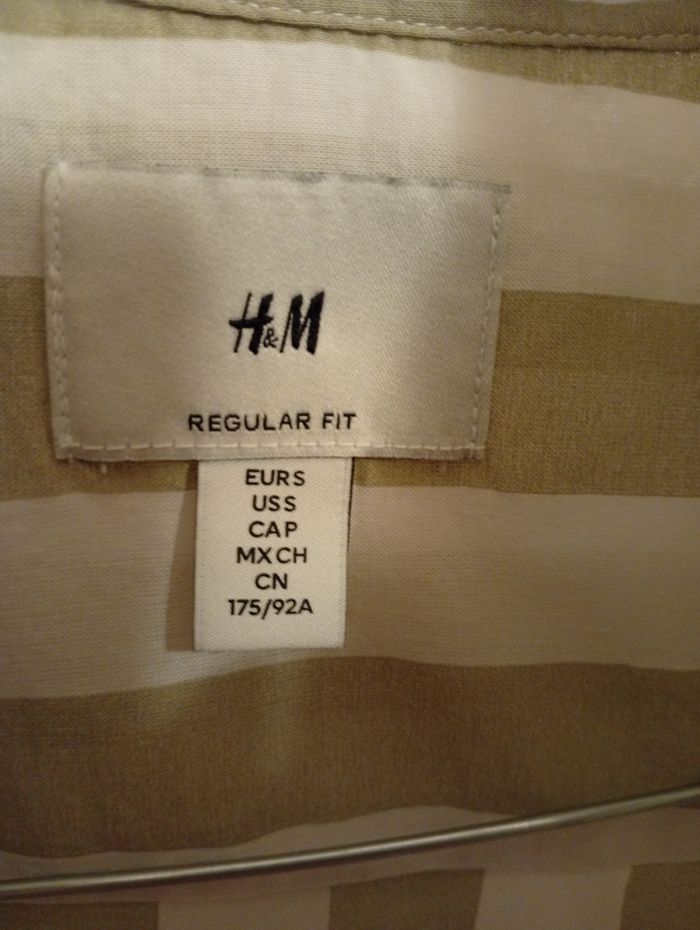 H&M
REGULAR FIT
EUR S
US S
CA P
MX CH
CN
175/92A